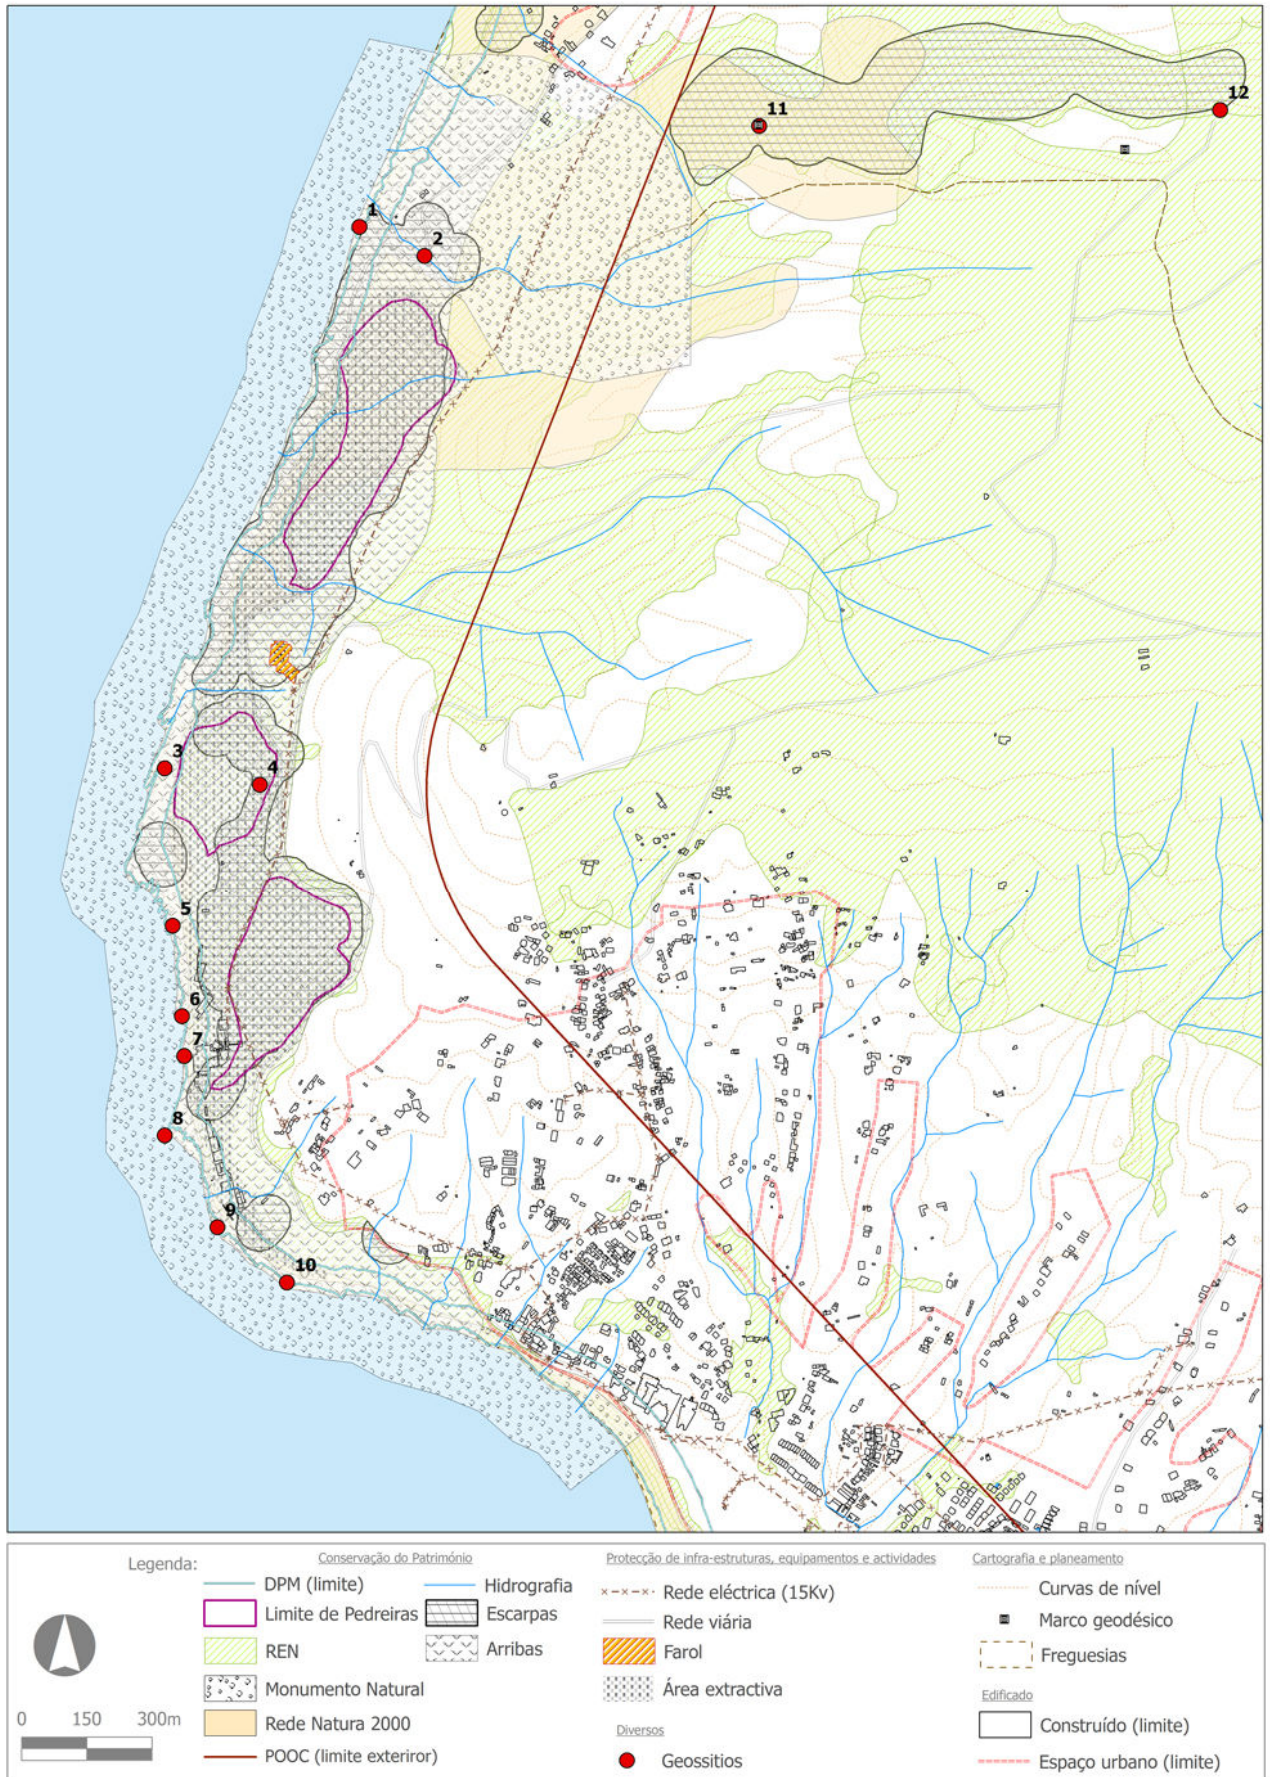 11
12
1
2
3
4
5
6
7
8
9
10
Legenda:
Conservação do Património
DPM (limite)
Hidrografia
Limite de Pedreiras
Escarpas
REN
Arribas
Monumento Natural
Rede Natura 2000
POOC (limite exteriror)
0 150 300m
Protecção de infra-estruturas, equipamentos e actividades
Rede eléctrica (15Kv)
Rede viária
Farol
Área extractiva
Diversos
Geossitios
Cartografia e planeamento
Curvas de nível
Marco geodésico
Freguesias
Edificado
Construído (limite)
Espaço urbano (limite)